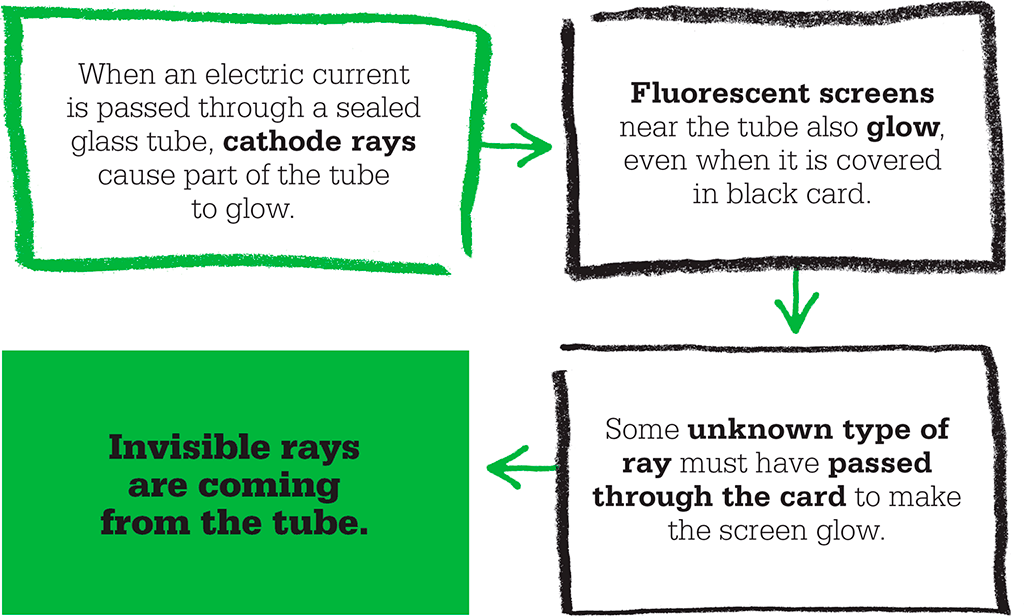 When an electric current
is passed through a sealed
glass tube, cathode rays
cause part of the tube
to glow.
Fluorescent screens
near the tube also glow,
even when it is covered
in black card.
Some unknown type of
ray must have passed
through the card to make
the screen glow.
Invisible rays
are coming
from the tube.